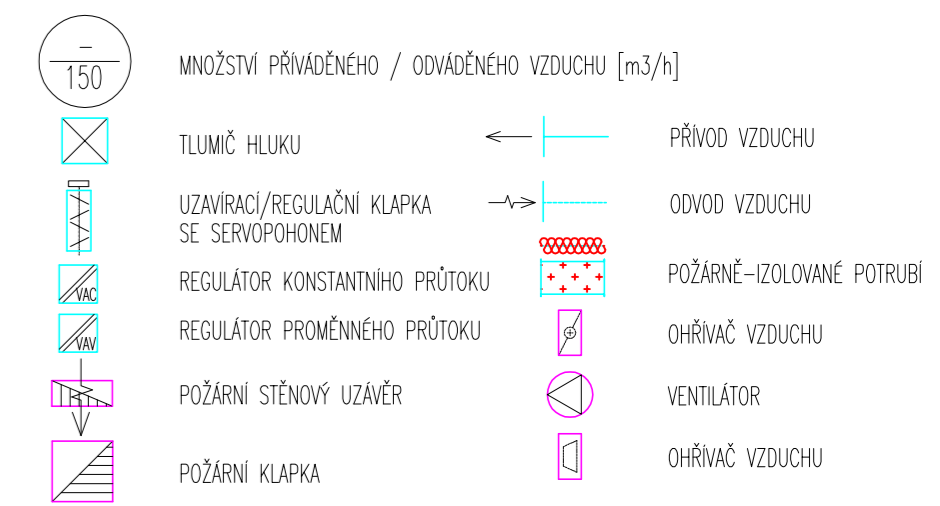 –
150
MNOŽSTVÍ PŘÍVÁDĚNÉHO / ODVÁDĚNÉHO VZDUCHU [m3/h]
TLUMIČ HLUKU
UZAVÍRACÍ/REGULAČNÍ KLAPKA
SE SERVOPOHONEM
VAC
REGULÁTOR KONSTANTNÍHO PRŮTOKU
VAV
REGULÁTOR PROMĚNNÉHO PRŮTOKU
POŽÁRNÍ STĚNOVÝ UZÁVĚR
POŽÁRNÍ KLAPKA
PŘÍVOD VZDUCHU
ODVOD VZDUCHU
POŽÁRNĚ–IZOLOVANÉ POTRUBÍ
OHŘÍVAČ VZDUCHU
VENTILÁTOR
OHŘÍVAČ VZDUCHU